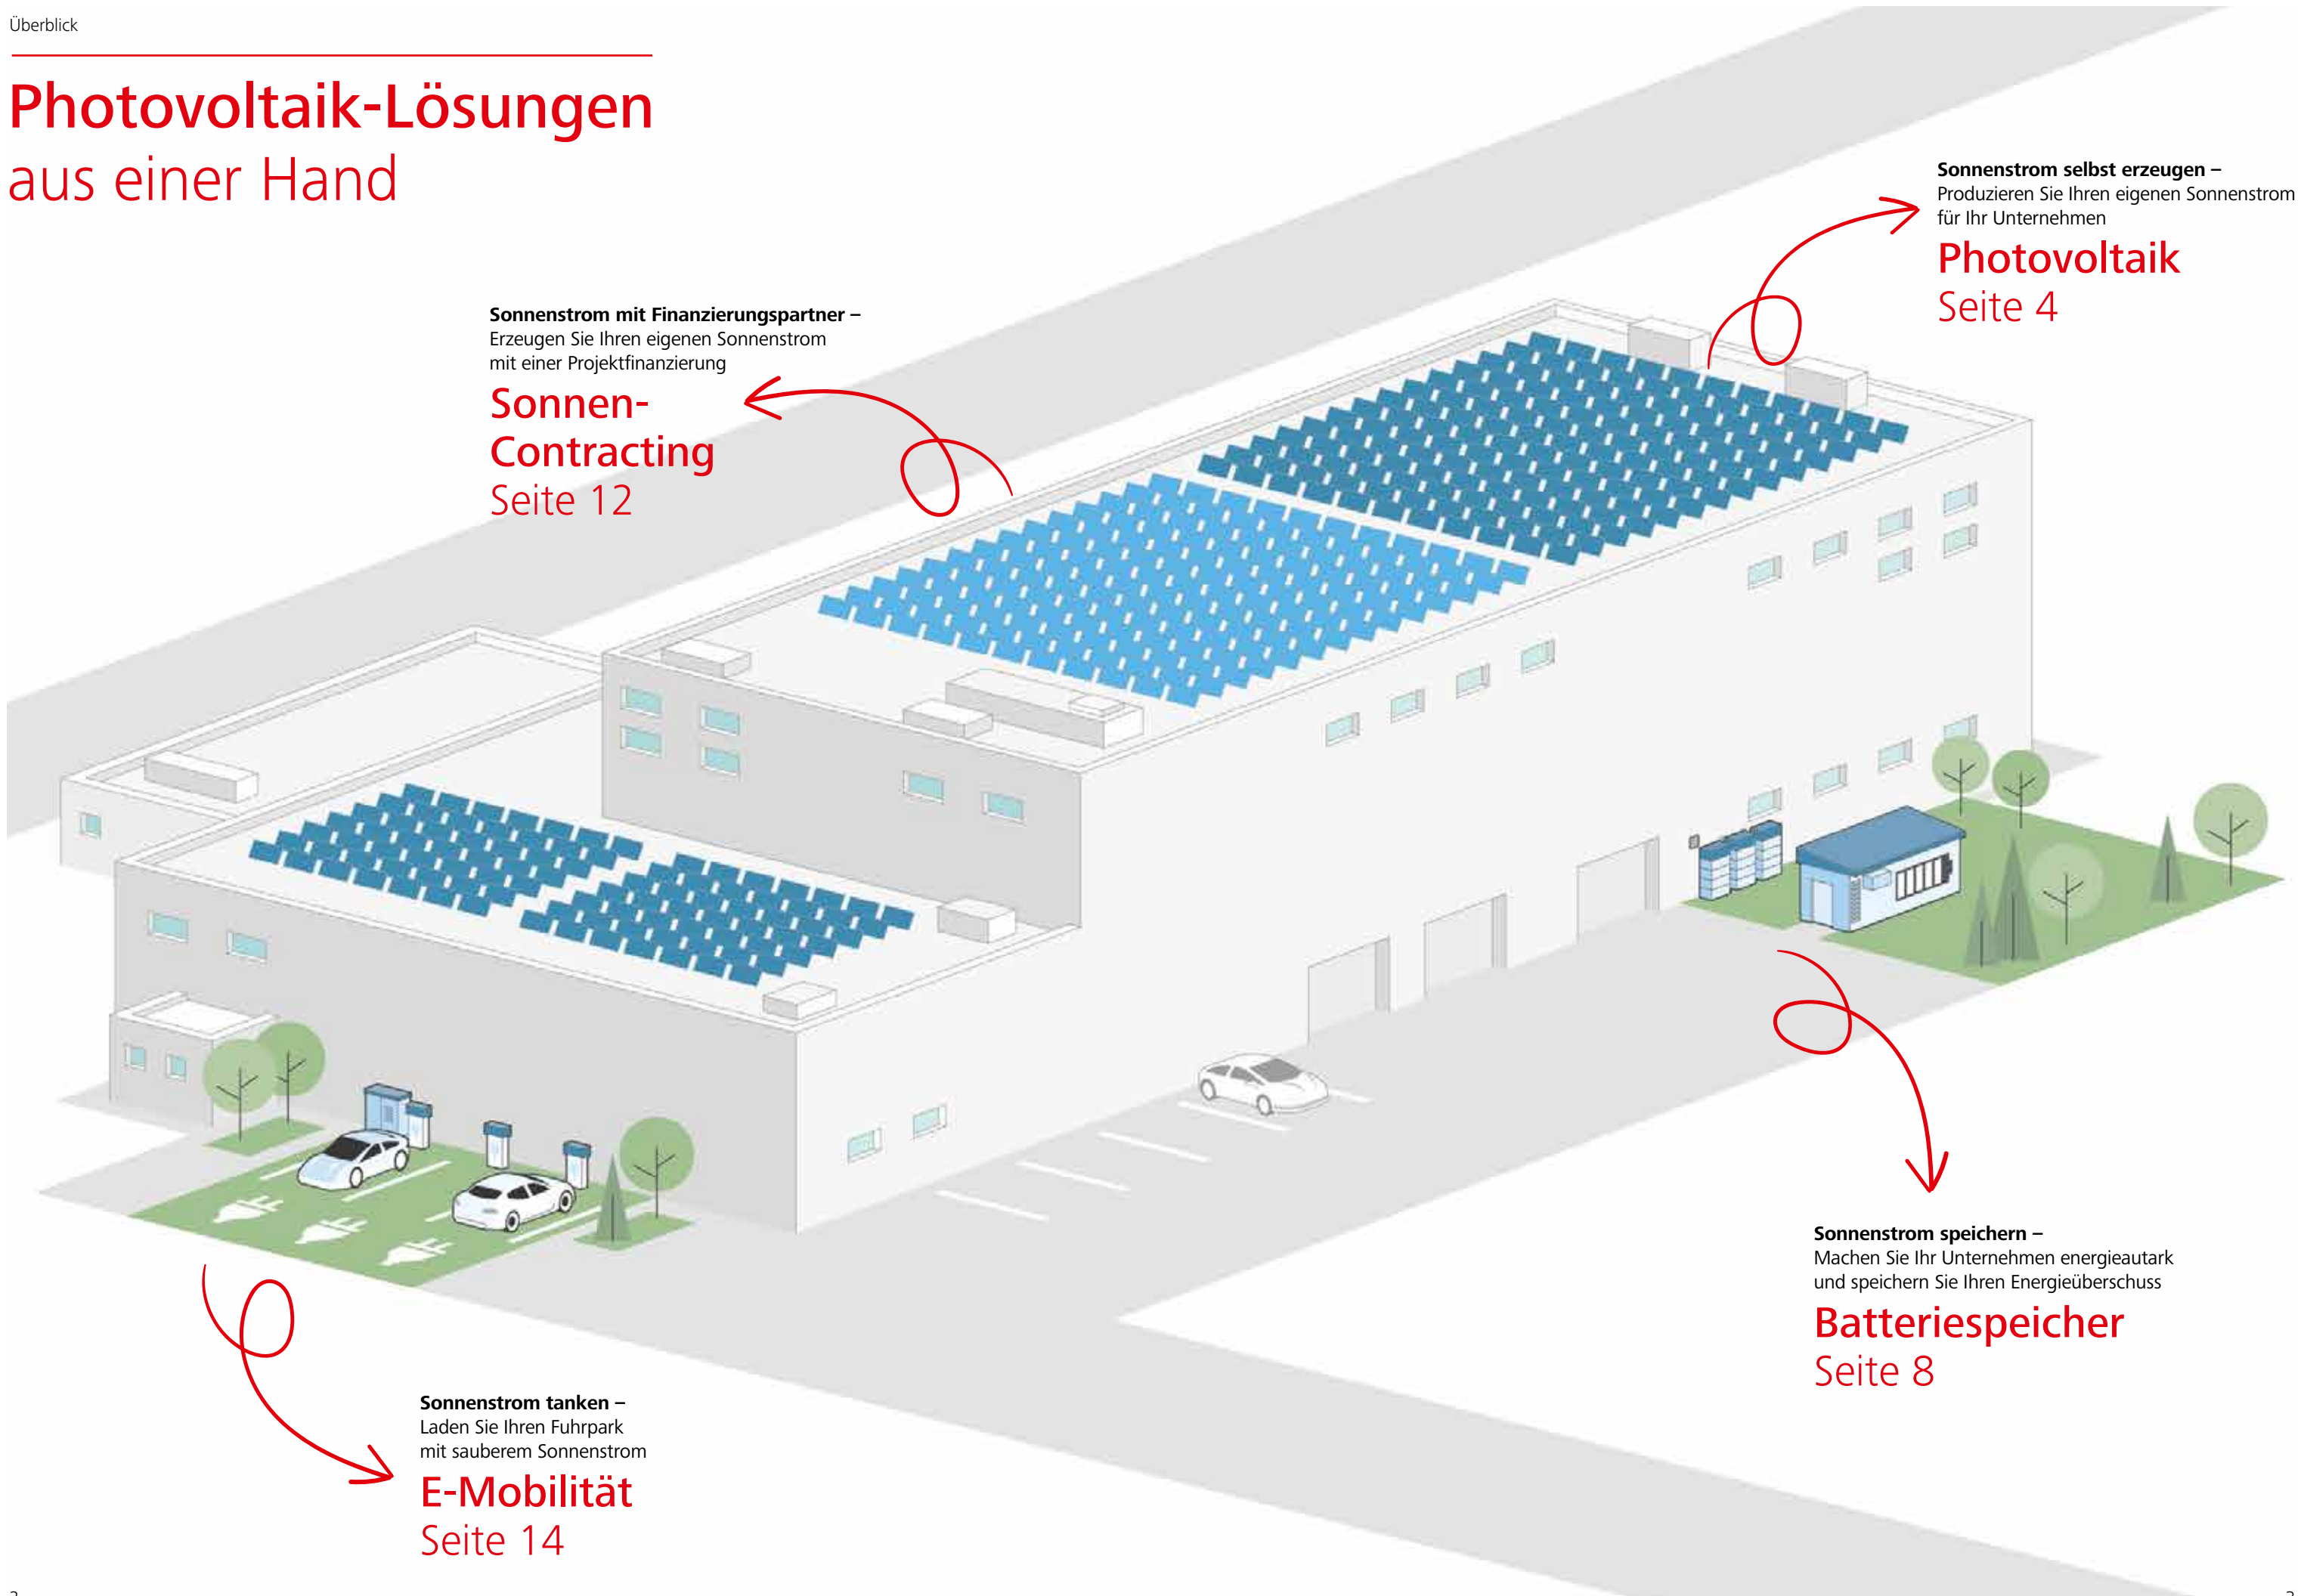 Überblick
Photovoltaik-Lösungen
aus einer Hand
Sonnenstrom selbst erzeugen –
Produzieren Sie Ihren eigenen Sonnenstrom
für Ihr Unternehmen
Photovoltaik
Seite 4
Sonnenstrom mit Finanzierungspartner –
Erzeugen Sie Ihren eigenen Sonnenstrom
mit einer Projektfinanzierung
Sonnen-
Contracting
Seite 12
Sonnenstrom speichern –
Machen Sie Ihr Unternehmen energieautark
und speichern Sie Ihren Energieüberschuss
Batteriespeicher
Seite 8
Sonnenstrom tanken –
Laden Sie Ihren Fuhrpark
mit sauberem Sonnenstrom
E-Mobilität
Seite 14